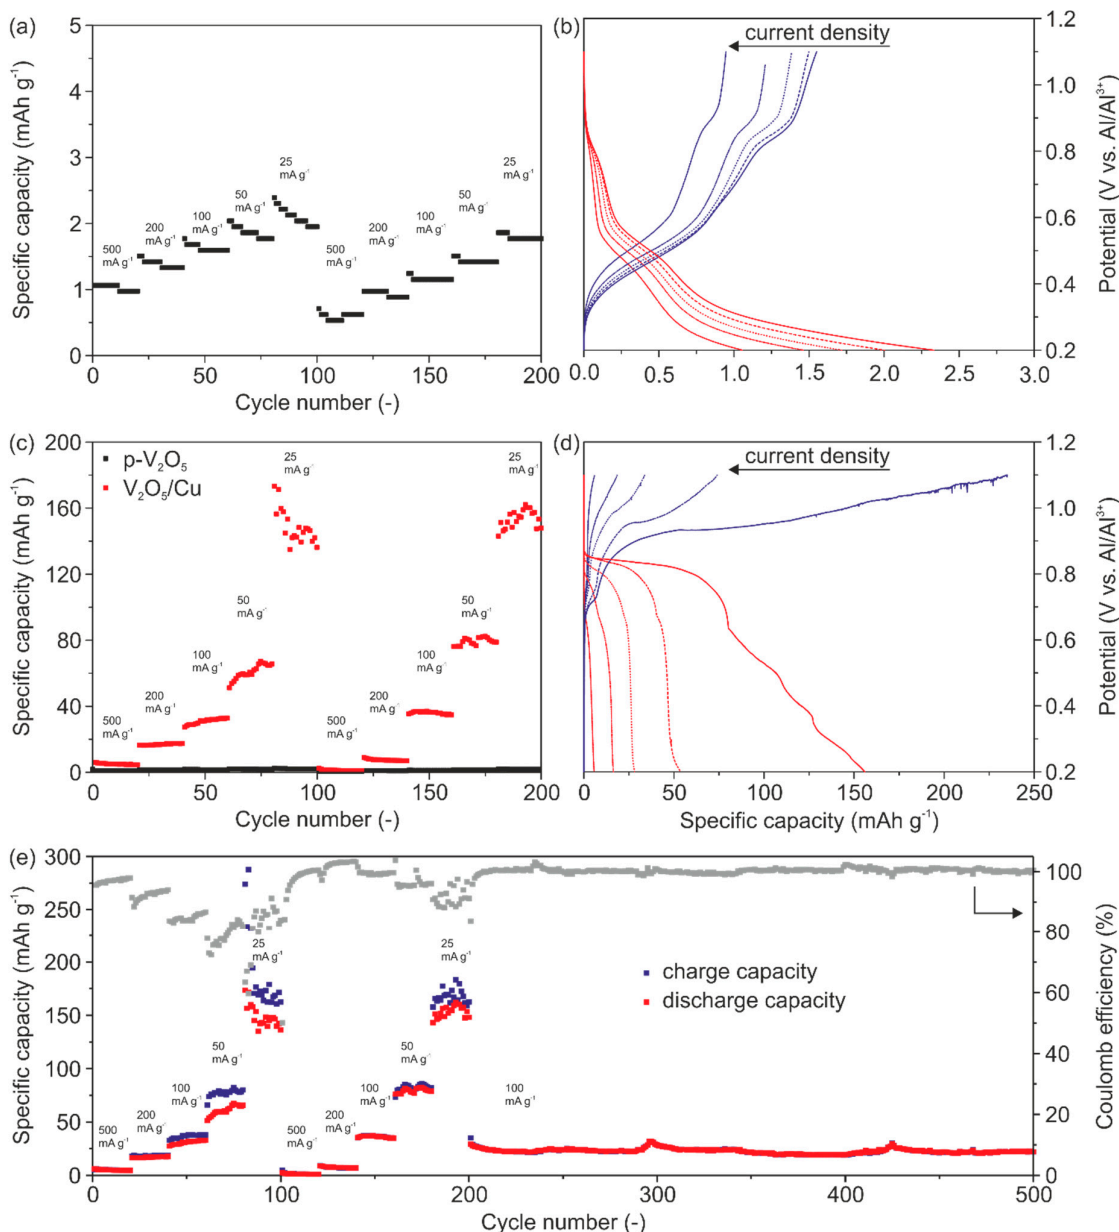 (a)
Specific capacity (mAh g⁻¹)
5
4
3
2
1
0
500
mA g⁻¹
200
mA g⁻¹
100
mA g⁻¹
50
mA g⁻¹
25
mA g⁻¹
500
mA g⁻¹
200
mA g⁻¹
100
mA g⁻¹
50
mA g⁻¹
25
mA g⁻¹
0 50 100 150 200
Cycle number (-)
(b)
current density
1.2
1.0
0.8
0.6
0.4
0.2
Potential (V vs. Al/Al³⁺)
0.0 0.5 1.0 1.5 2.0 2.5 3.0
(c)
Specific capacity (mAh g⁻¹)
200
160
120
80
40
0
p-V₂O₅
V₂O₅/Cu
500
mA g⁻¹
200
mA g⁻¹
100
mA g⁻¹
50
mA g⁻¹
25
mA g⁻¹
500
mA g⁻¹
200
mA g⁻¹
100
mA g⁻¹
50
mA g⁻¹
25
mA g⁻¹
0 50 100 150 200
Cycle number (-)
(d)
current density
1.2
1.0
0.8
0.6
0.4
0.2
Potential (V vs. Al/Al³⁺)
0 50 100 150 200 250
Specific capacity (mAh g⁻¹)
(e)
Specific capacity (mAh g⁻¹)
300
250
200
150
100
50
0
500
mA g⁻¹
200
mA g⁻¹
100
mA g⁻¹
50
mA g⁻¹
25
mA g⁻¹
500
mA g⁻¹
200
mA g⁻¹
100
mA g⁻¹
50
mA g⁻¹
25
mA g⁻¹
100
mA g⁻¹
charge capacity
discharge capacity
100
80
60
40
20
0
Coulomb efficiency (%)
0 100 200 300 400 500
Cycle number (-)